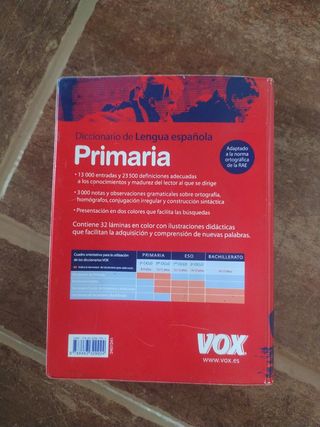 Diccionario de Lengua española
Primaria
Adaptado
a la norma
ortográfica de
la RAE
• 13 000 entradas y 23 500 definiciones adecuadas
a los conocimientos y madurez del lector al que se dirige
• 3 000 notas y observaciones gramaticales sobre ortografía,
homógrafos, conjugación irregular y construcción sintáctica
• Presentación en dos colores que facilita las búsquedas
Contiene 32 láminas en color con ilustraciones didácticas
que facilitan la adquisición y comprensión de nuevas palabras.
Cuadro orientativo para la utilización
de los diccionarios VOX
PRIMARIA ESO BACHILLERATO
VOX
www.vox.es